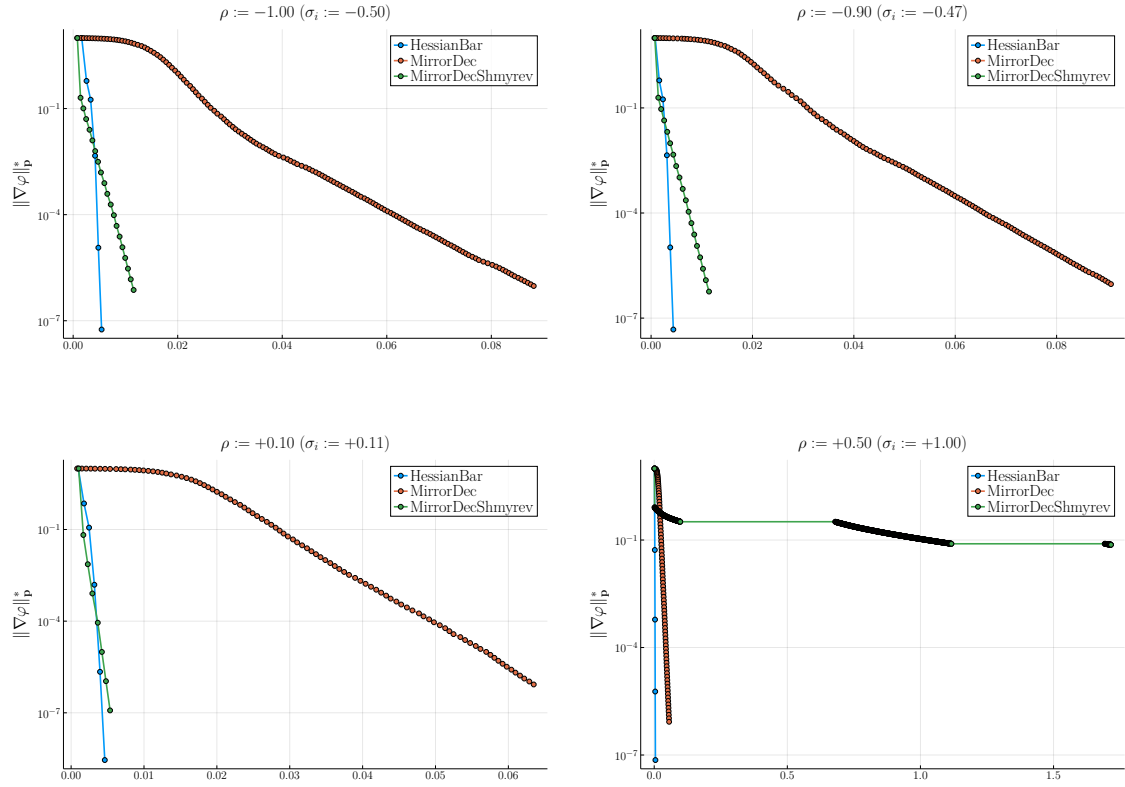 ρ := −1.00 (σᵢ := −0.50)
HessianBar
MirrorDec
MirrorDecShmyrev
‖∇φ‖*ₚ
10⁻¹
10⁻⁴
10⁻⁷
0.00 0.02 0.04 0.06 0.08
ρ := −0.90 (σᵢ := −0.47)
HessianBar
MirrorDec
MirrorDecShmyrev
‖∇φ‖*ₚ
10⁻¹
10⁻⁴
10⁻⁷
0.00 0.02 0.04 0.06 0.08
ρ := +0.10 (σᵢ := +0.11)
HessianBar
MirrorDec
MirrorDecShmyrev
‖∇φ‖*ₚ
10⁻¹
10⁻⁴
10⁻⁷
0.00 0.01 0.02 0.03 0.04 0.05 0.06
ρ := +0.50 (σᵢ := +1.00)
HessianBar
MirrorDec
MirrorDecShmyrev
‖∇φ‖*ₚ
10⁻¹
10⁻⁴
10⁻⁷
0.0 0.5 1.0 1.5